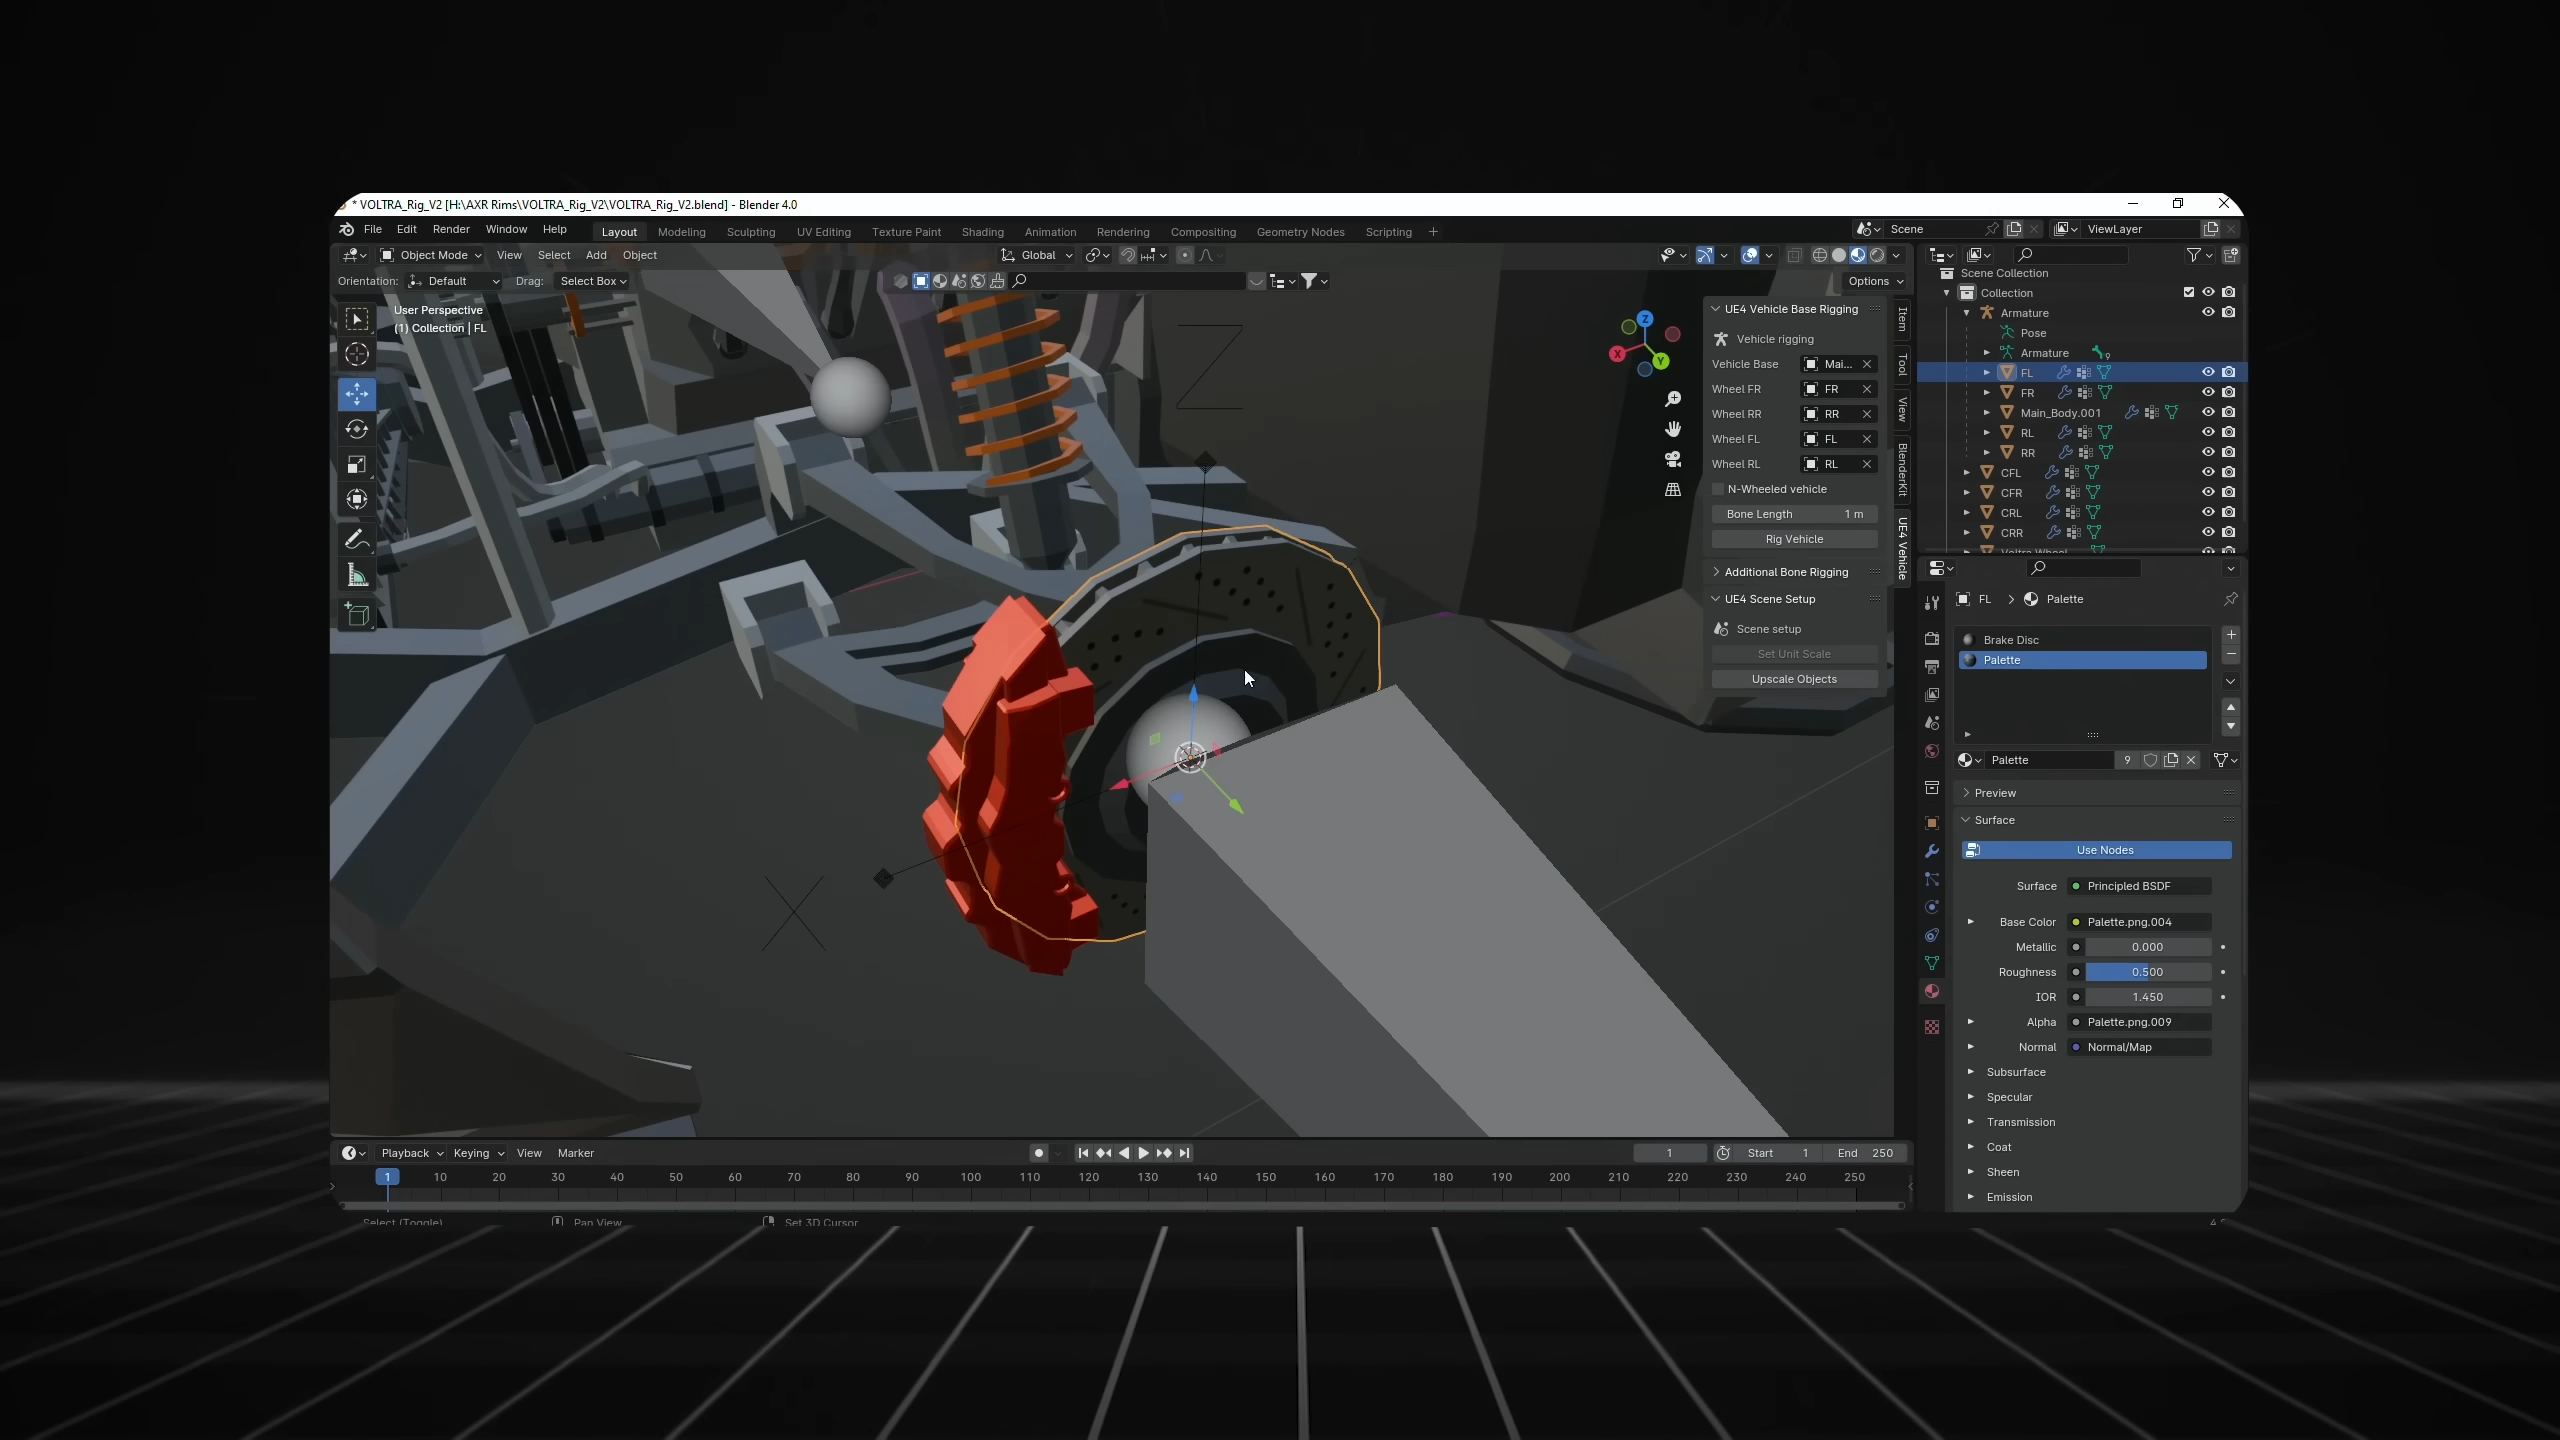 * VOLTRA_Rig_V2 [H:\AXR Rims\VOLTRA_Rig_V2\VOLTRA_Rig_V2.blend] - Blender 4.0
File Edit Render Window Help Layout Modeling Sculpting UV Editing Texture Paint Shading Animation Rendering Compositing Geometry Nodes Scripting + Scene ViewLayer
Object Mode View Select Add Object Global
Orientation: Default Drag: Select Box Options
User Perspective
(1) Collection | FL
Z
X
Y
Z
X
UE4 Vehicle Base Rigging
Vehicle rigging
Vehicle Base Mai...
Wheel FR FR
Wheel RR RR
Wheel FL FL
Wheel RL RL
N-Wheeled vehicle
Bone Length 1 m
Rig Vehicle
Additional Bone Rigging
UE4 Scene Setup
Scene setup
Set Unit Scale
Upscale Objects
Item
Tool
View
BlenderKit
UE4 Vehicle
Scene Collection
Collection
Armature
Pose
Armature 9
FL
FR
Main_Body.001
RL
RR
CFL
CFR
CRL
CRR
Voltra Wheel
FL > Palette
Brake Disc
Palette
Palette 9
Preview
Surface
Use Nodes
Surface Principled BSDF
Base Color Palette.png.004
Metallic 0.000
Roughness 0.500
IOR 1.450
Alpha Palette.png.009
Normal Normal/Map
Subsurface
Specular
Transmission
Coat
Sheen
Emission
Playback Keying View Marker 1 Start 1 End 250
1 10 20 30 40 50 60 70 80 90 100 110 120 130 140 150 160 170 180 190 200 210 220 230 240 250
Select (Toggle) Pan View Set 3D Cursor